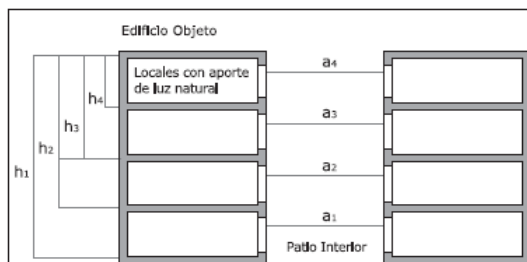 Edificio Objeto
Locales con aporte
de luz natural
a4
h4
a3
h3
h2
a2
h1
a1
Patio Interior